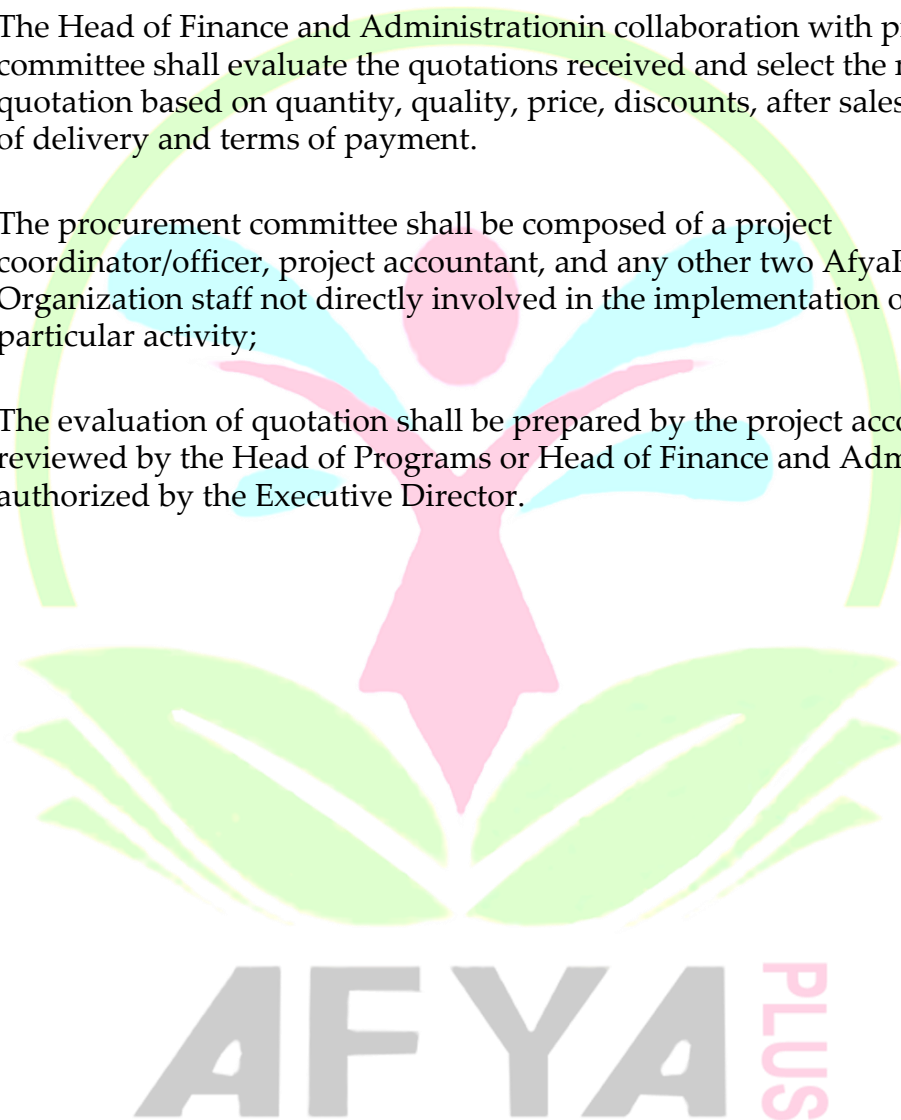 The Head of Finance and Administrationin collaboration with p
committee shall evaluate the quotations received and select the
quotation based on quantity, quality, price, discounts, after sales
of delivery and terms of payment.
The procurement committee shall be composed of a project
coordinator/officer, project accountant, and any other two Afya
Organization staff not directly involved in the implementation o
particular activity;
The evaluation of quotation shall be prepared by the project acc
reviewed by the Head of Programs or Head of Finance and Adm
authorized by the Executive Director.
AFYA
PLUS